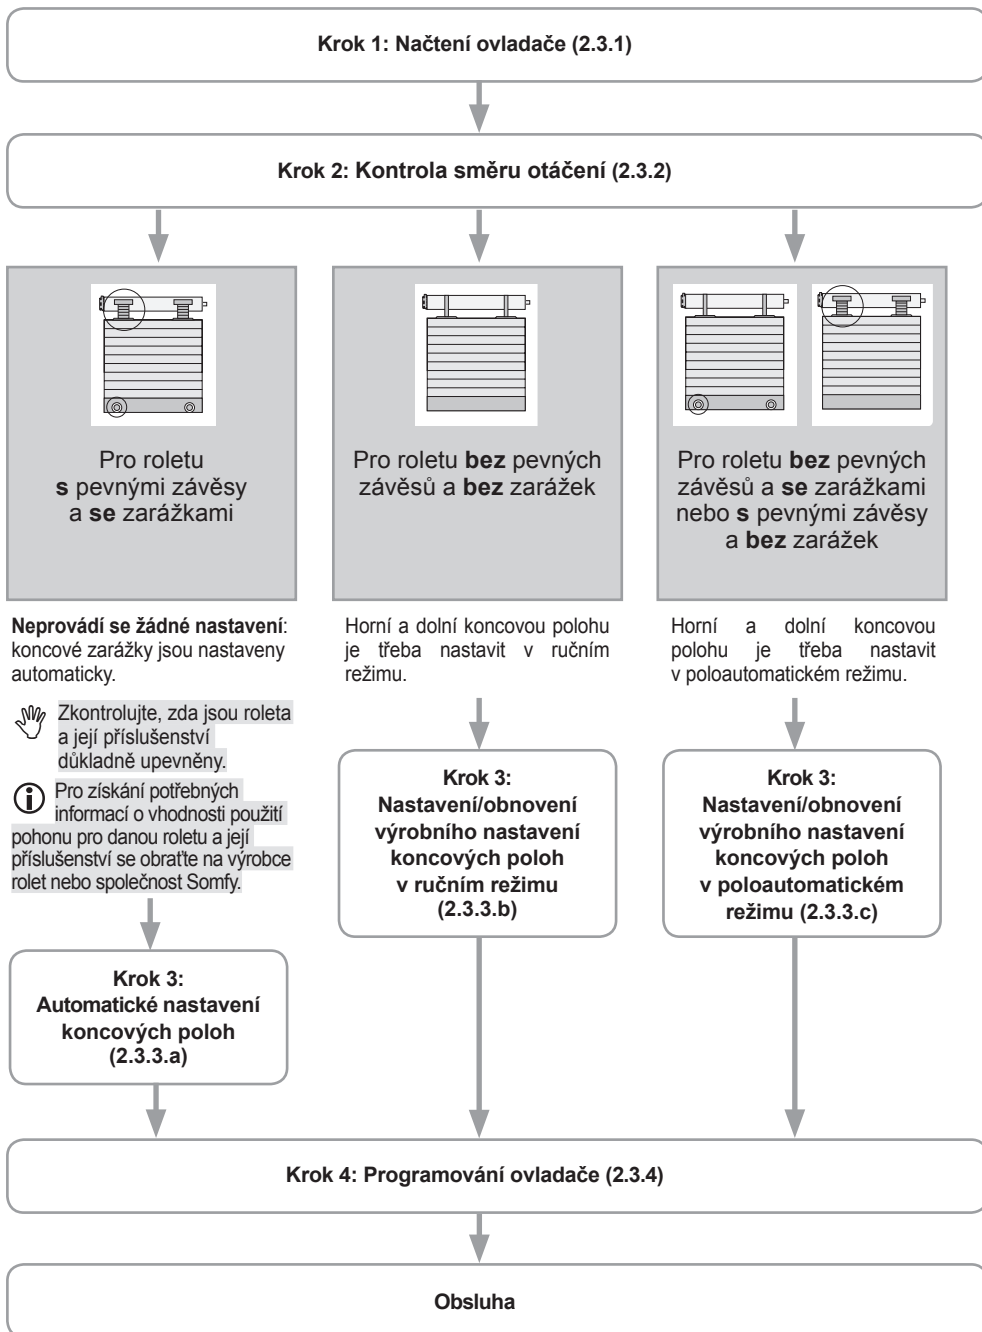 Krok 1: Načtení ovladače (2.3.1)
Krok 2: Kontrola směru otáčení (2.3.2)
Pro roletu
s pevnými závěsy
a se zarážkami
Neprovádí se žádné nastavení:
koncové zarážky jsou nastaveny
automaticky.
Zkontrolujte, zda jsou roleta
a její příslušenství
důkladně upevněny.
Pro získání potřebných
informací o vhodnosti použití
pohonu pro danou roletu a její
příslušenství se obraťte na výrobce
rolet nebo společnost Somfy.
Krok 3:
Automatické nastavení
koncových poloh
(2.3.3.a)
Pro roletu bez pevných
závěsů a bez zarážek
Horní a dolní koncovou polohu
je třeba nastavit v ručním
režimu.
Krok 3:
Nastavení/obnovení
výrobního nastavení
koncových poloh
v ručním režimu
(2.3.3.b)
Pro roletu bez pevných
závěsů a se zarážkami
nebo s pevnými závěsy
a bez zarážek
Horní a dolní koncovou
polohu je třeba nastavit
v poloautomatickém režimu.
Krok 3:
Nastavení/obnovení
výrobního nastavení
koncových poloh
v poloautomatickém
režimu (2.3.3.c)
Krok 4: Programování ovladače (2.3.4)
Obsluha